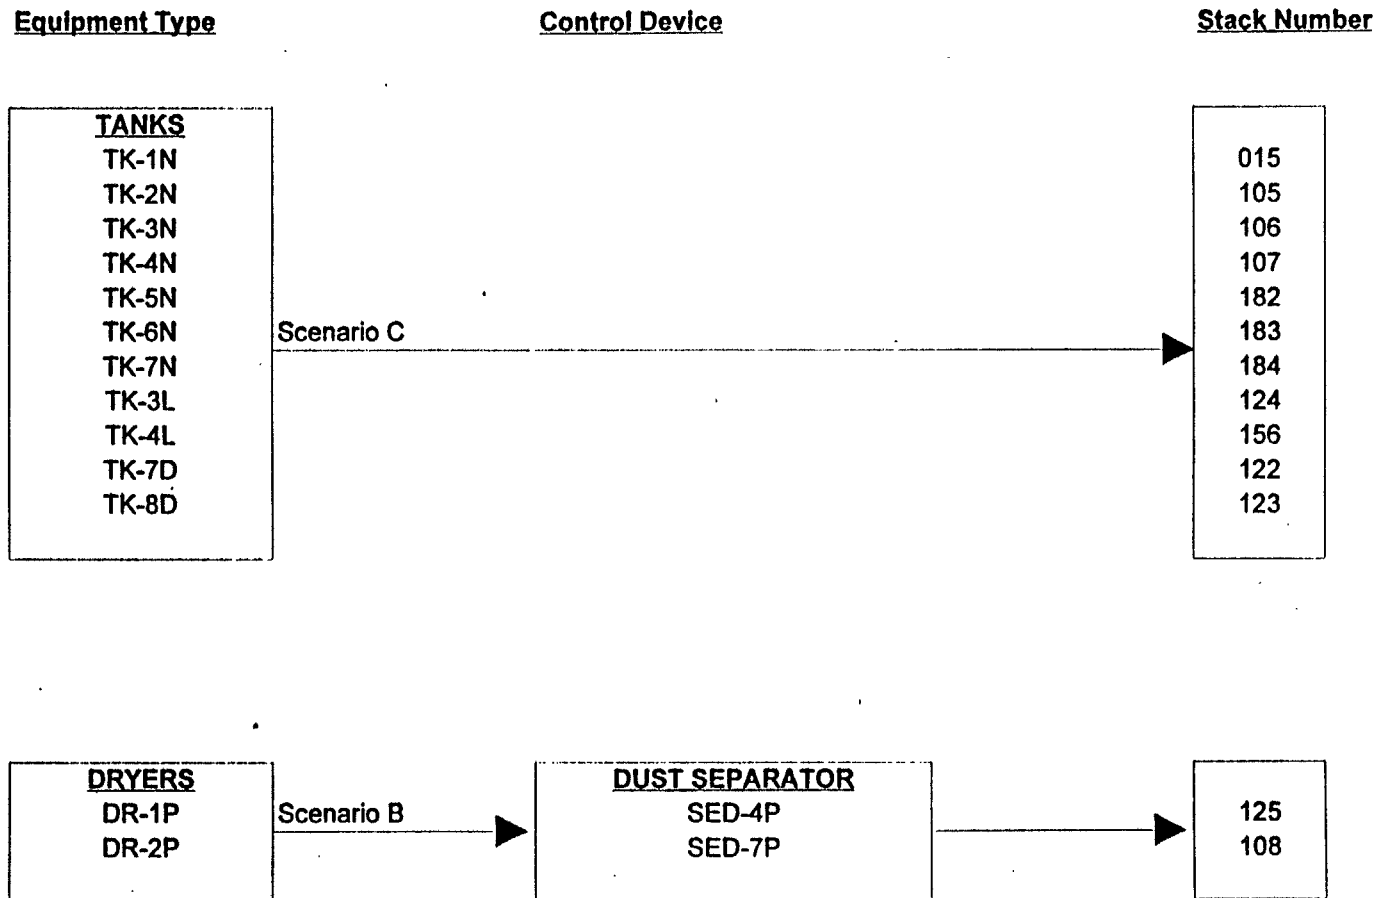 Equipment Type Control Device Stack Number
TANKS
TK-1N 015
TK-2N 105
TK-3N 106
TK-4N 107
TK-5N 182
TK-6N Scenario C 183
TK-7N 184
TK-3L 124
TK-4L 156
TK-7D 122
TK-8D 123
DRYERS DUST SEPARATOR
DR-1P Scenario B SED-4P 125
DR-2P SED-7P 108